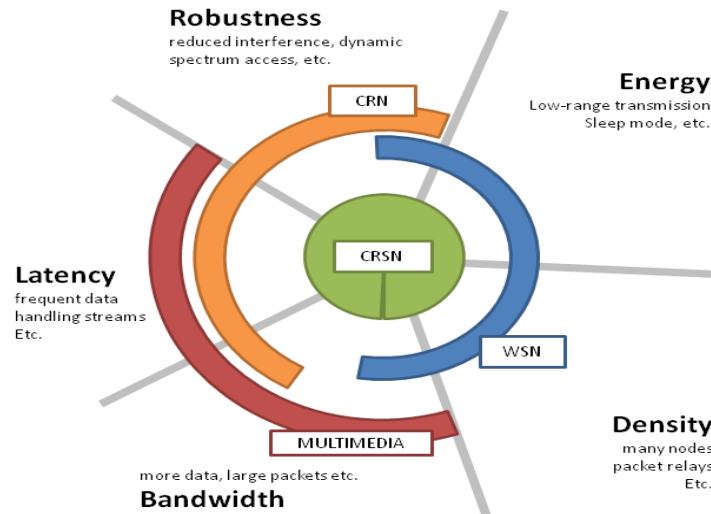 Robustness
reduced interference, dynamic
spectrum access, etc.
CRN
Energy
Low-range transmission
Sleep mode, etc.
CRSN
Latency
frequent data
handling streams
Etc.
WSN
MULTIMEDIA
Density
many nodes
packet relays
Etc.
more data, large packets etc.
Bandwidth